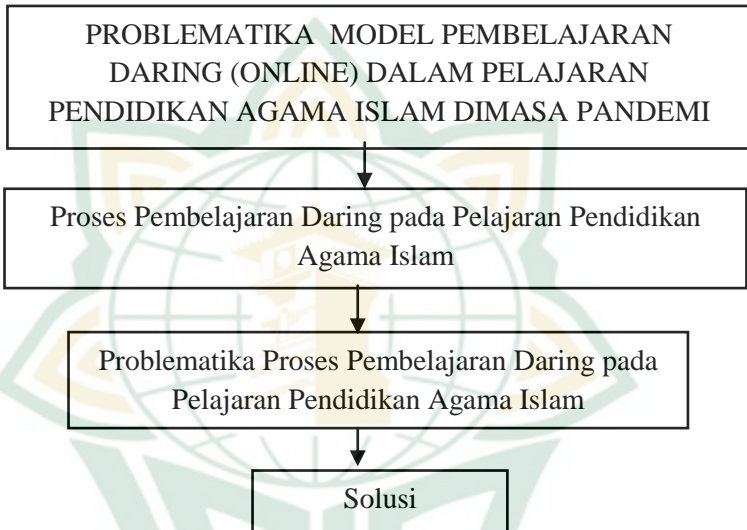 PROBLEMATIKA MODEL PEMBELAJARAN
DARING (ONLINE) DALAM PELAJARAN
PENDIDIKAN AGAMA ISLAM DIMASA PANDEMI
Proses Pembelajaran Daring pada Pelajaran Pendidikan
Agama Islam
Problematika Proses Pembelajaran Daring pada
Pelajaran Pendidikan Agama Islam
Solusi